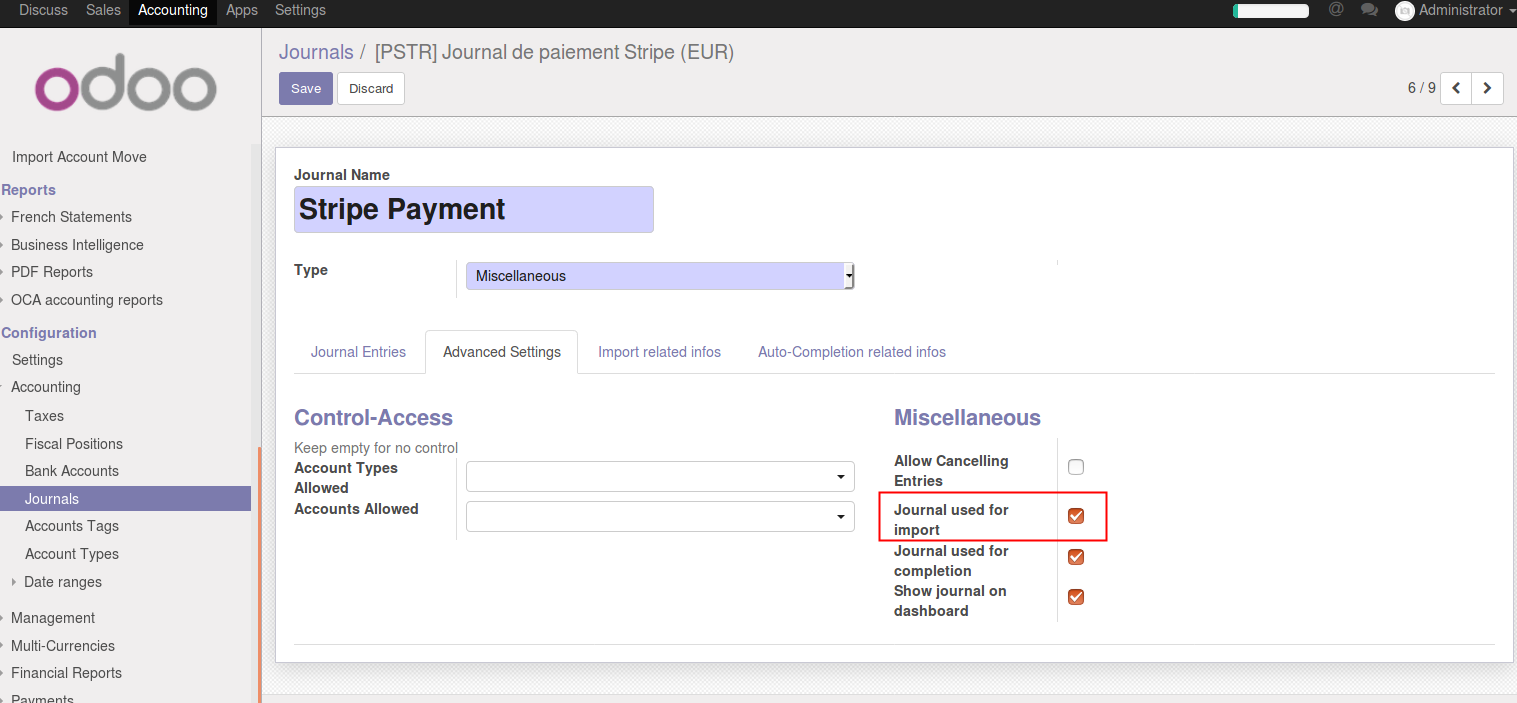 Discuss Sales Accounting Apps Settings @ Administrator
odoo
Journals / [PSTR] Journal de paiement Stripe (EUR)
Save Discard
6 / 9
Import Account Move
Reports
French Statements
Business Intelligence
PDF Reports
OCA accounting reports
Configuration
Settings
Accounting
Taxes
Fiscal Positions
Bank Accounts
Journals
Accounts Tags
Account Types
Date ranges
Management
Multi-Currencies
Financial Reports
Payments
Journal Name
Stripe Payment
Type
Miscellaneous
Journal Entries Advanced Settings Import related infos Auto-Completion related infos
Control-Access
Keep empty for no control
Account Types
Allowed
Accounts Allowed
Miscellaneous
Allow Cancelling
Entries
Journal used for
import
Journal used for
completion
Show journal on
dashboard